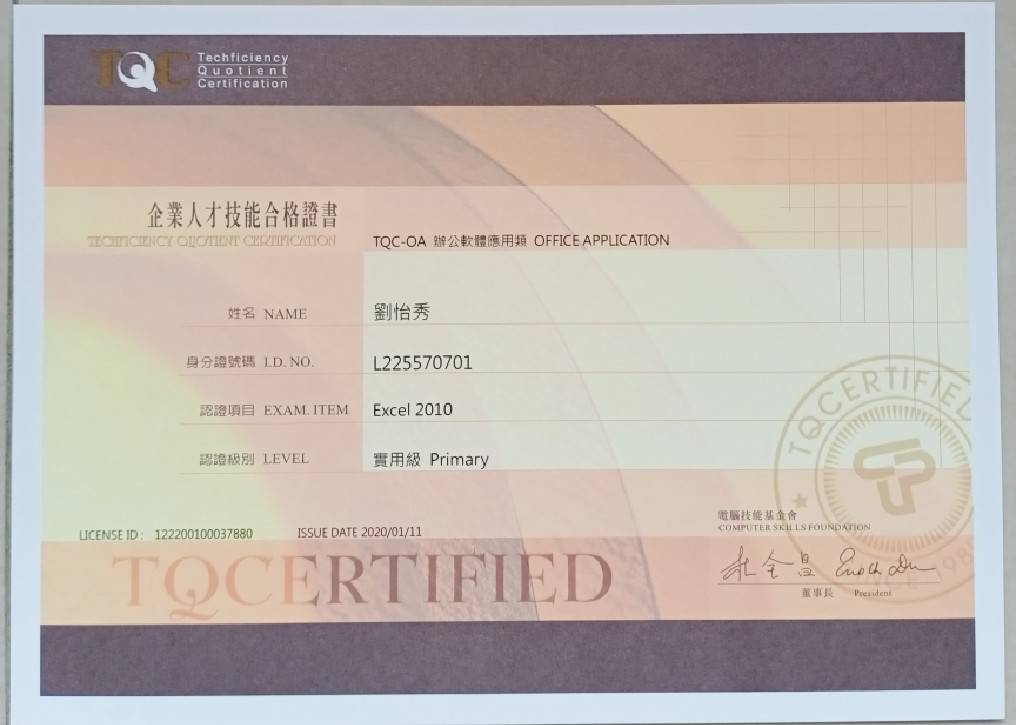 TQC Techficiency
Quotient
Certification
企業人才技能合格證書
TECHFICIENCY QUOTIENT CERTIFICATION
TQC-OA 辦公軟體應用類 OFFICE APPLICATION
姓名 NAME 劉怡秀
身分證號碼 I.D. NO. L225570701
認證項目 EXAM. ITEM Excel 2010
認證級別 LEVEL 實用級 Primary
TQCERTIFIED
LICENSE ID : 122200100037880 ISSUE DATE 2020/01/11
電腦技能基金會
COMPUTER SKILLS FOUNDATION
TQCERTIFIED
董事長 President